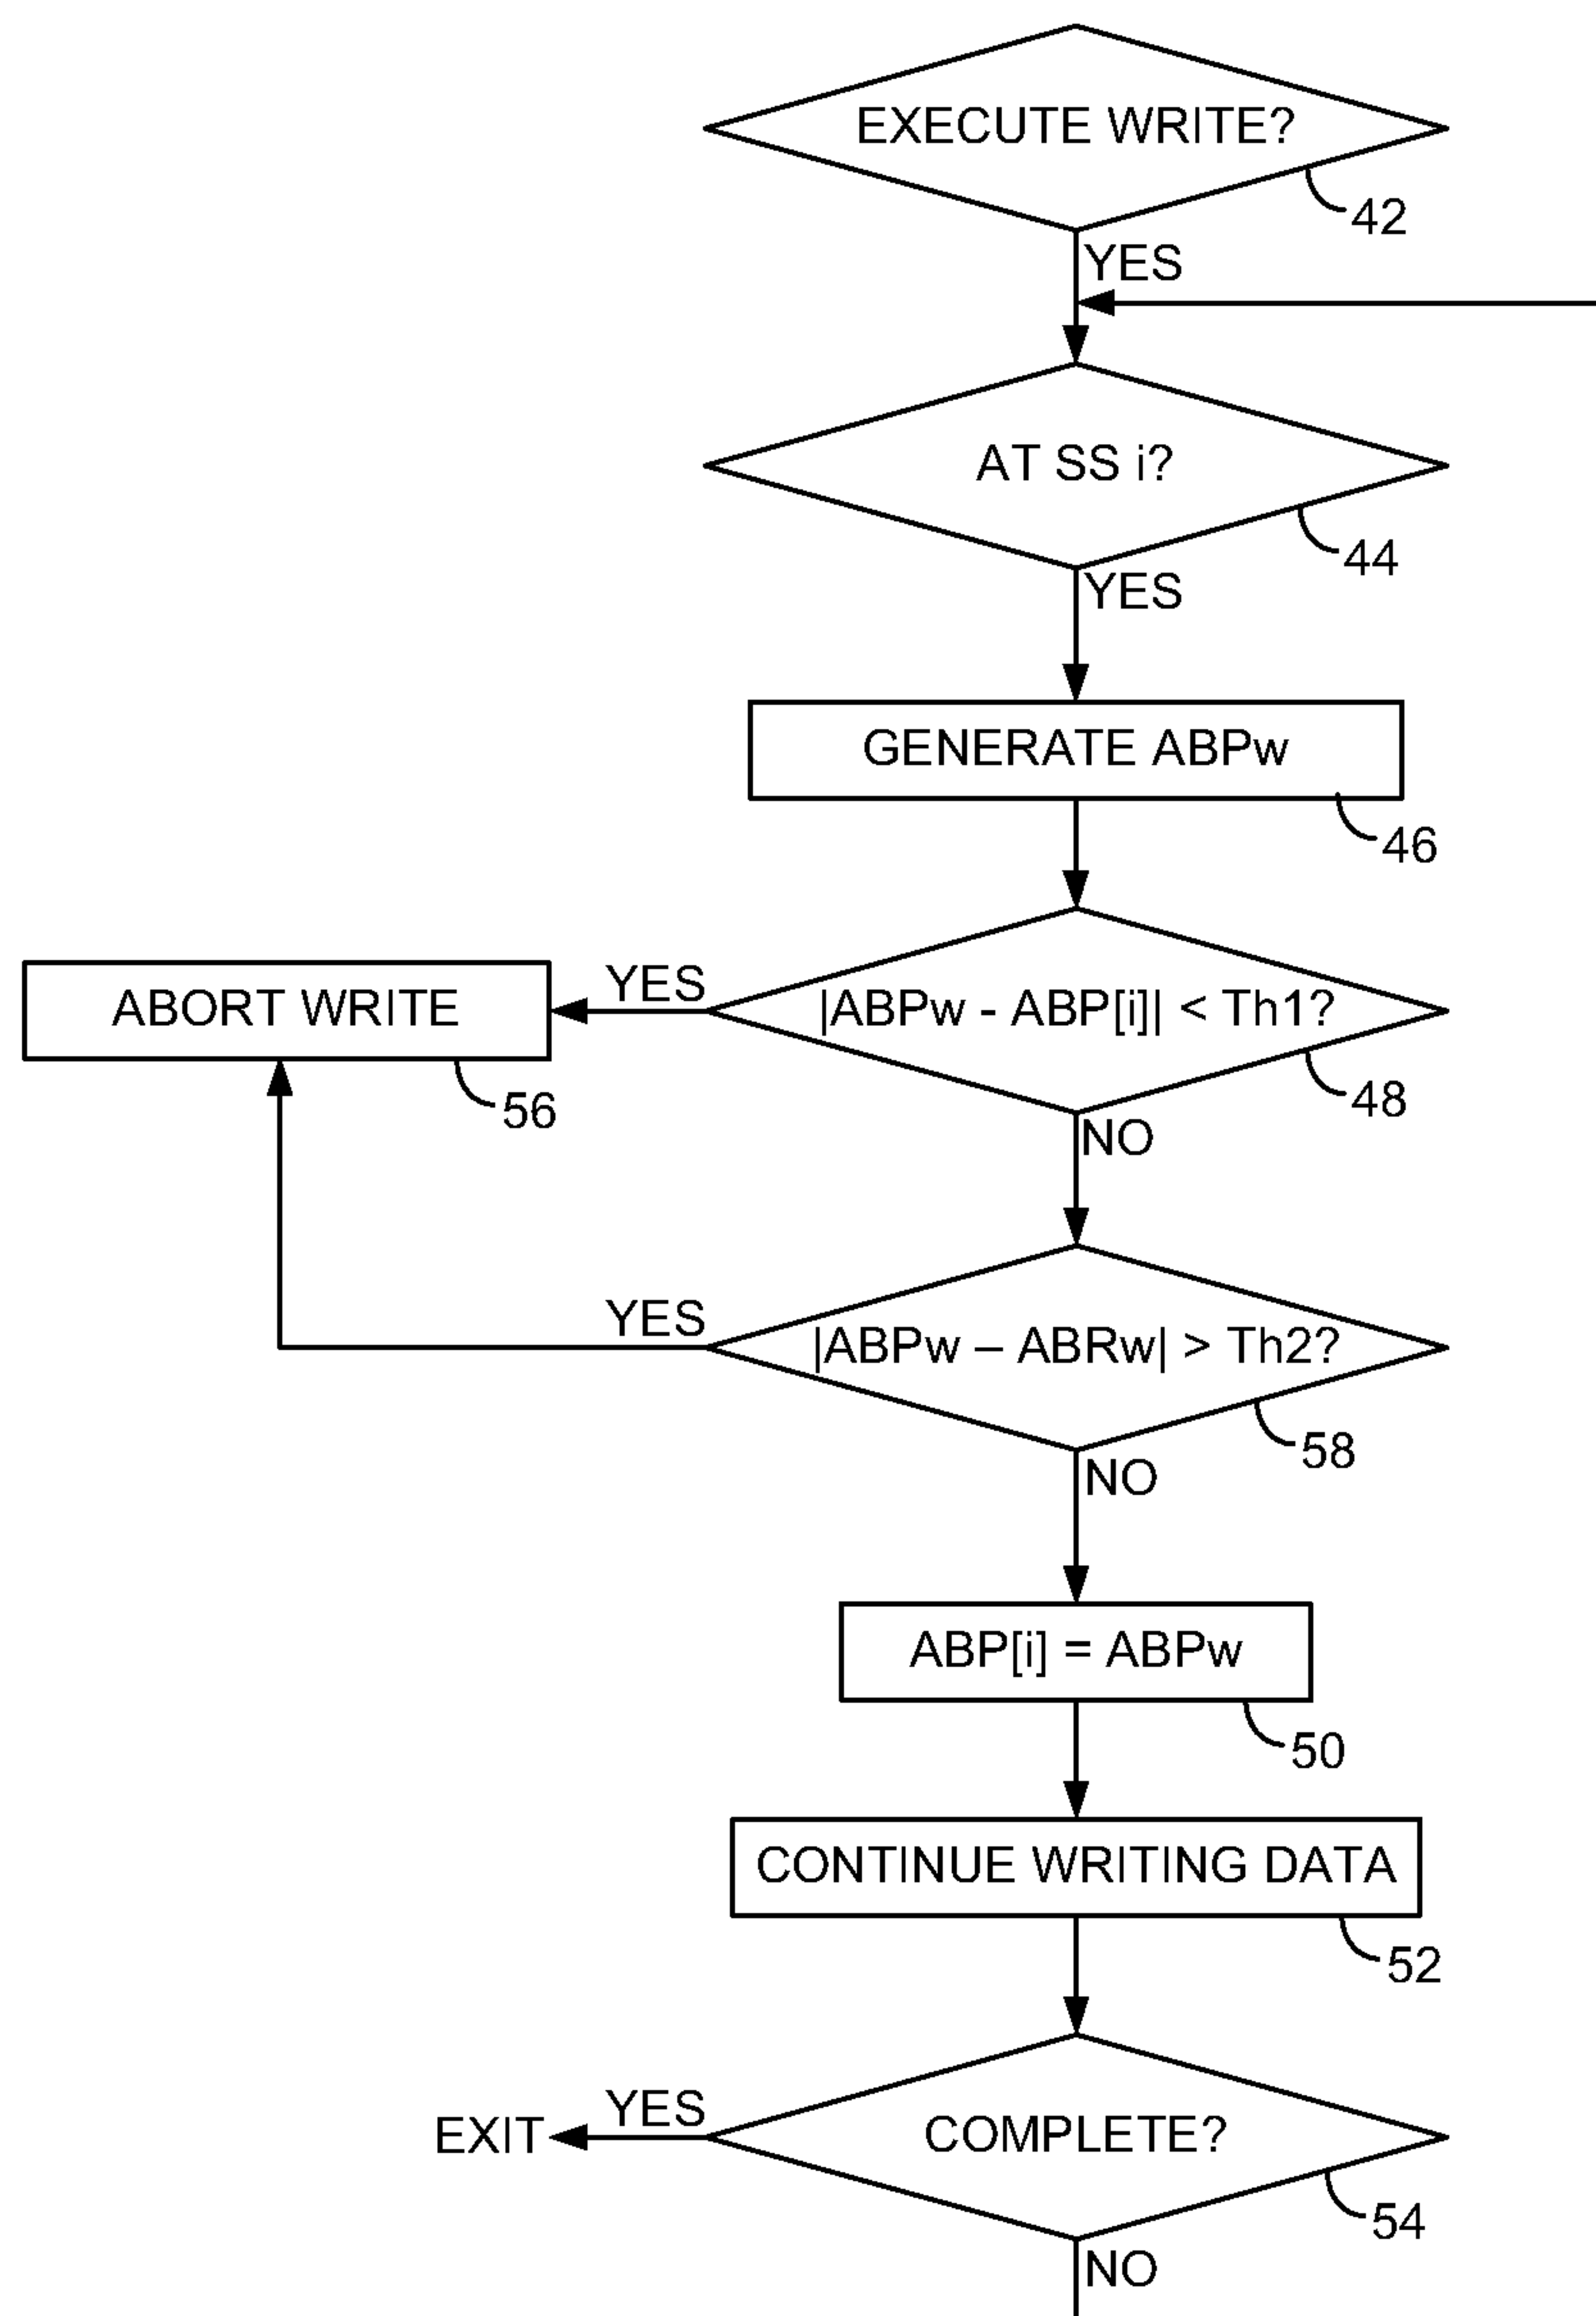 EXECUTE WRITE?
42
YES
AT SS i?
44
YES
GENERATE ABPw
46
ABORT WRITE
YES
|ABPw - ABP[i]| < Th1?
56
48
NO
YES
|ABPw – ABRw| > Th2?
58
NO
ABP[i] = ABPw
50
CONTINUE WRITING DATA
52
EXIT
YES
COMPLETE?
54
NO